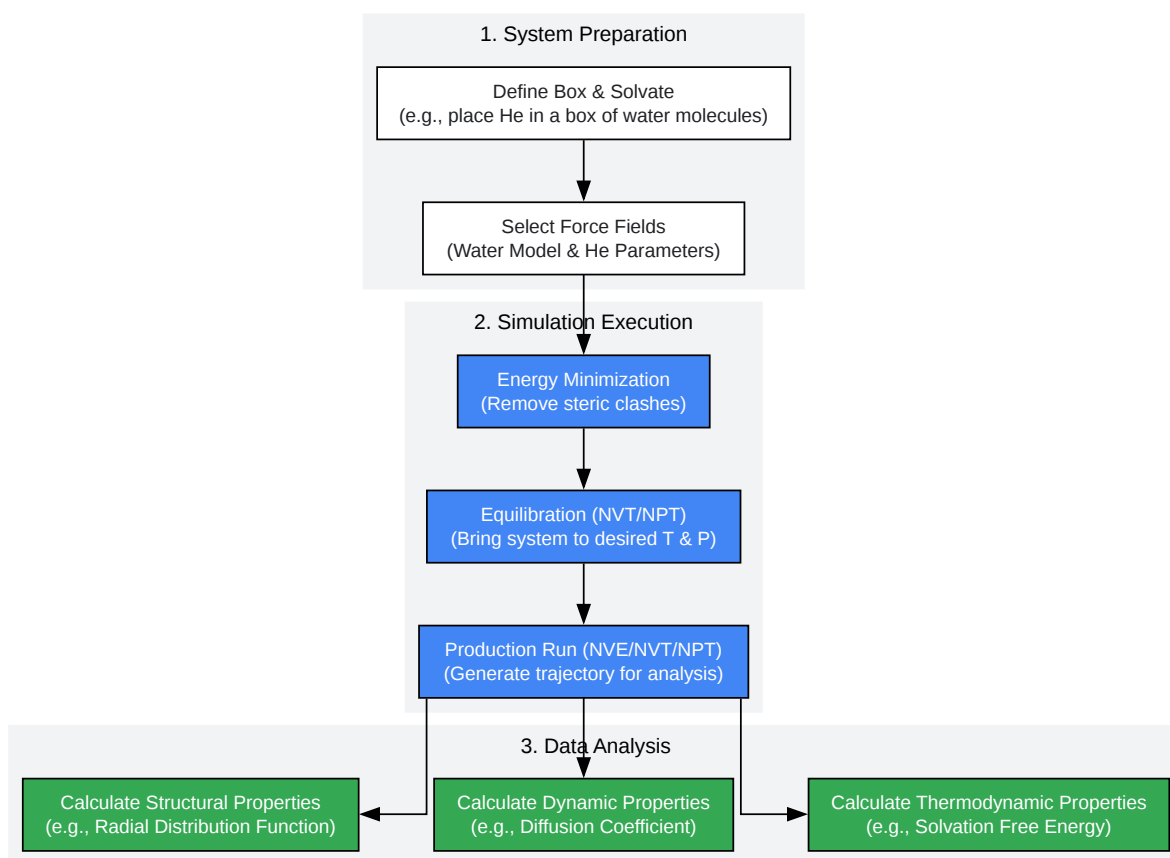 1. System Preparation
Define Box & Solvate
(e.g., place He in a box of water molecules)
Select Force Fields
(Water Model & He Parameters)
2. Simulation Execution
Energy Minimization
(Remove steric clashes)
Equilibration (NVT/NPT)
(Bring system to desired T & P)
Production Run (NVE/NVT/NPT)
(Generate trajectory for analysis)
3. Data Analysis
Calculate Structural Properties
(e.g., Radial Distribution Function)
Calculate Dynamic Properties
(e.g., Diffusion Coefficient)
Calculate Thermodynamic Properties
(e.g., Solvation Free Energy)